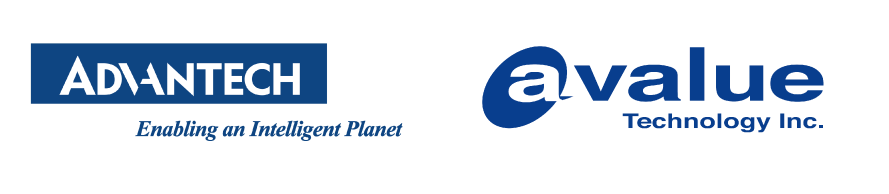 ADVANTECH
Enabling an Intelligent Planet
avalue
Technology Inc.